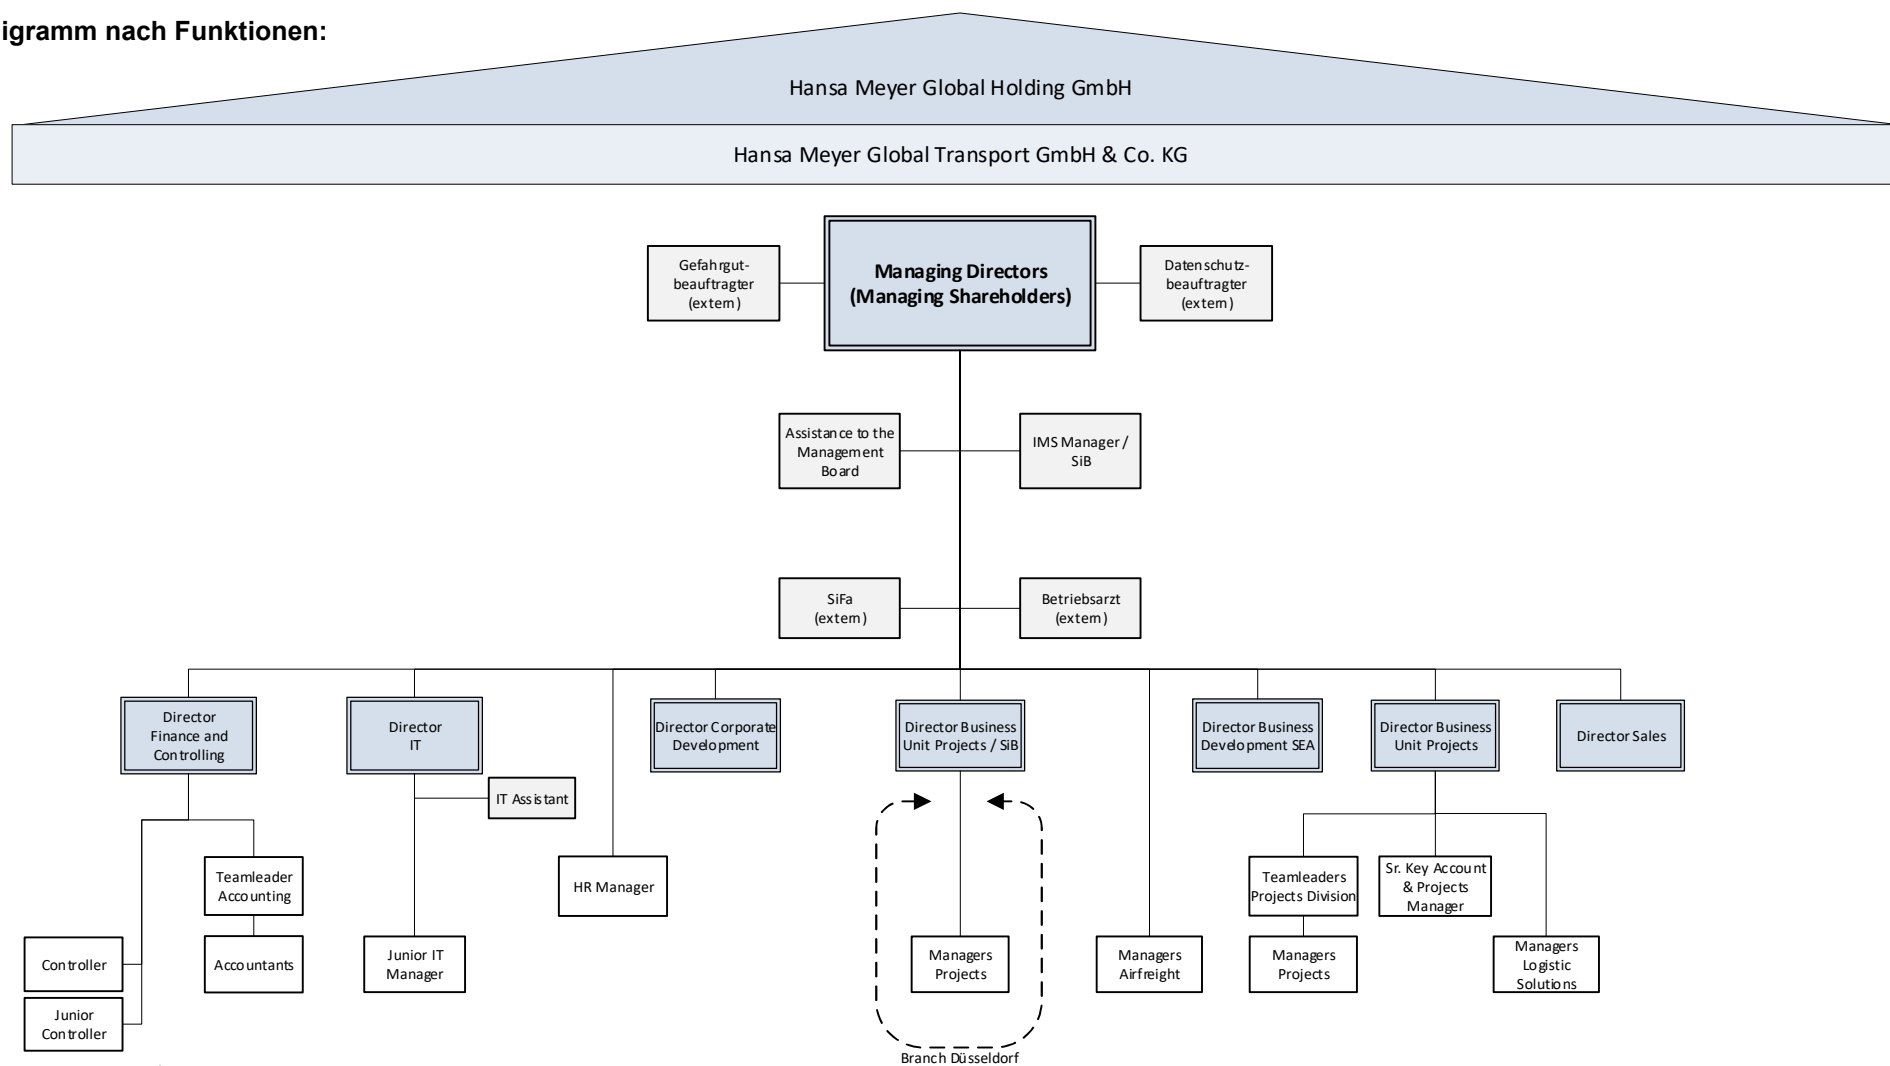 igramm nach Funktionen:
Hansa Meyer Global Holding GmbH
Hansa Meyer Global Transport GmbH & Co. KG
Gefahrgut-
beauftragter
(extern)
Managing Directors
(Managing Shareholders)
Datenschutz-
beauftragter
(extern)
Assistance to the
Management
Board
IMS Manager /
SiB
SiFa
(extern)
Betriebsarzt
(extern)
Director
Finance and
Controlling
Director
IT
Director Corporate
Development
Director Business
Unit Projects / SiB
Director Business
Development SEA
Director Business
Unit Projects
Director Sales
IT Assistant
Teamleader
Accounting
HR Manager
Teamleaders
Projects Division
Sr. Key Account
& Projects
Manager
Controller
Accountants
Junior IT
Manager
Managers
Projects
Managers
Airfreight
Managers
Projects
Managers
Logistic
Solutions
Junior
Controller
Branch Düsseldorf